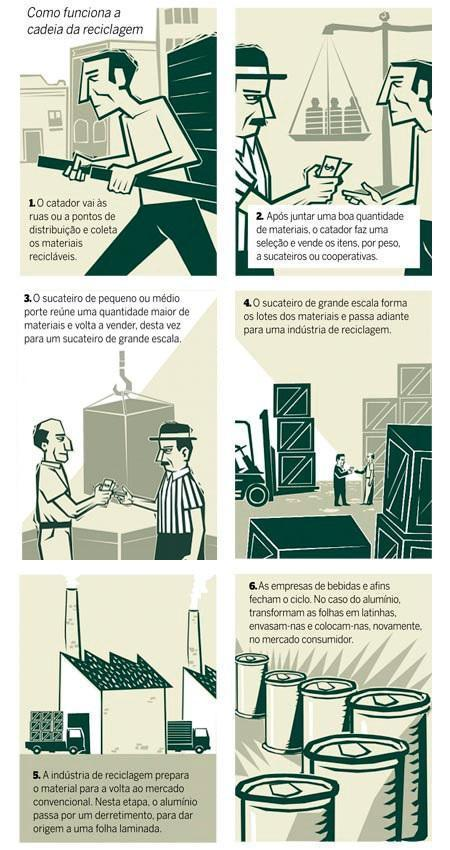 Como funciona a
cadeia da reciclagem
1. O catador vai às
ruas ou a pontos de
distribuição e coleta
os materiais
recicláveis.
2. Após juntar uma boa quantidade
de materiais, o catador faz uma
seleção e vende os itens, por peso,
a sucateiros ou cooperativas.
3. O sucateiro de pequeno ou médio
porte reúne uma quantidade maior de
materiais e volta a vender, desta vez
para um sucateiro de grande escala.
4. O sucateiro de grande escala forma
os lotes dos materiais e passa adiante
para uma indústria de reciclagem.
5. A indústria de reciclagem prepara
o material para a volta ao mercado
convencional. Nesta etapa, o alumínio
passa por um derretimento, para dar
origem a uma folha laminada.
6. As empresas de bebidas e afins
fecham o ciclo. No caso do alumínio,
transformam as folhas em latinhas,
envasam-nas e colocam-nas, novamente,
no mercado consumidor.